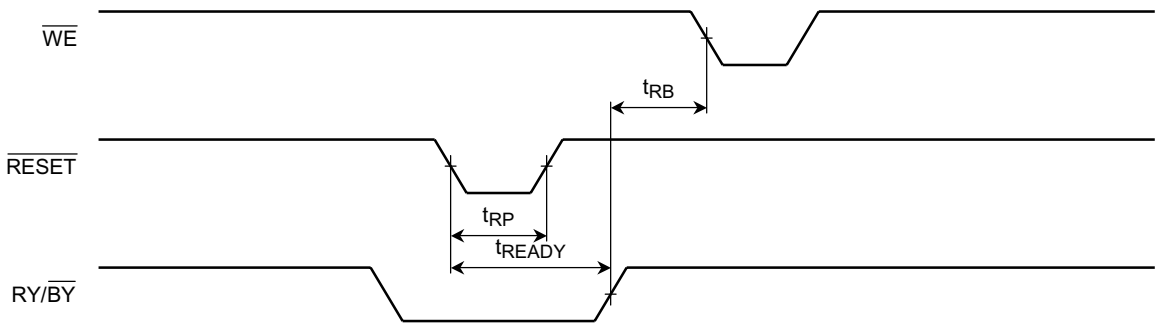 WE
tRB
RESET
tRP
tREADY
RY/BY